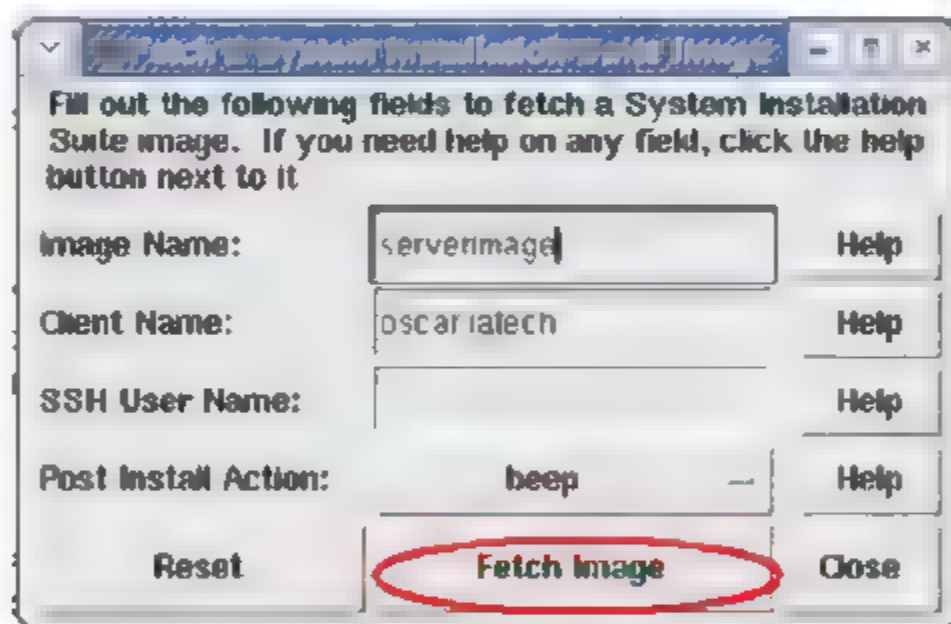 Fill out the following fields to fetch a System Installation
Suite image. If you need help on any field, click the help
button next to it
Image Name: serverimage Help
Client Name: oscar latech Help
SSH User Name: Help
Post Install Action: beep Help
Reset Fetch Image Close